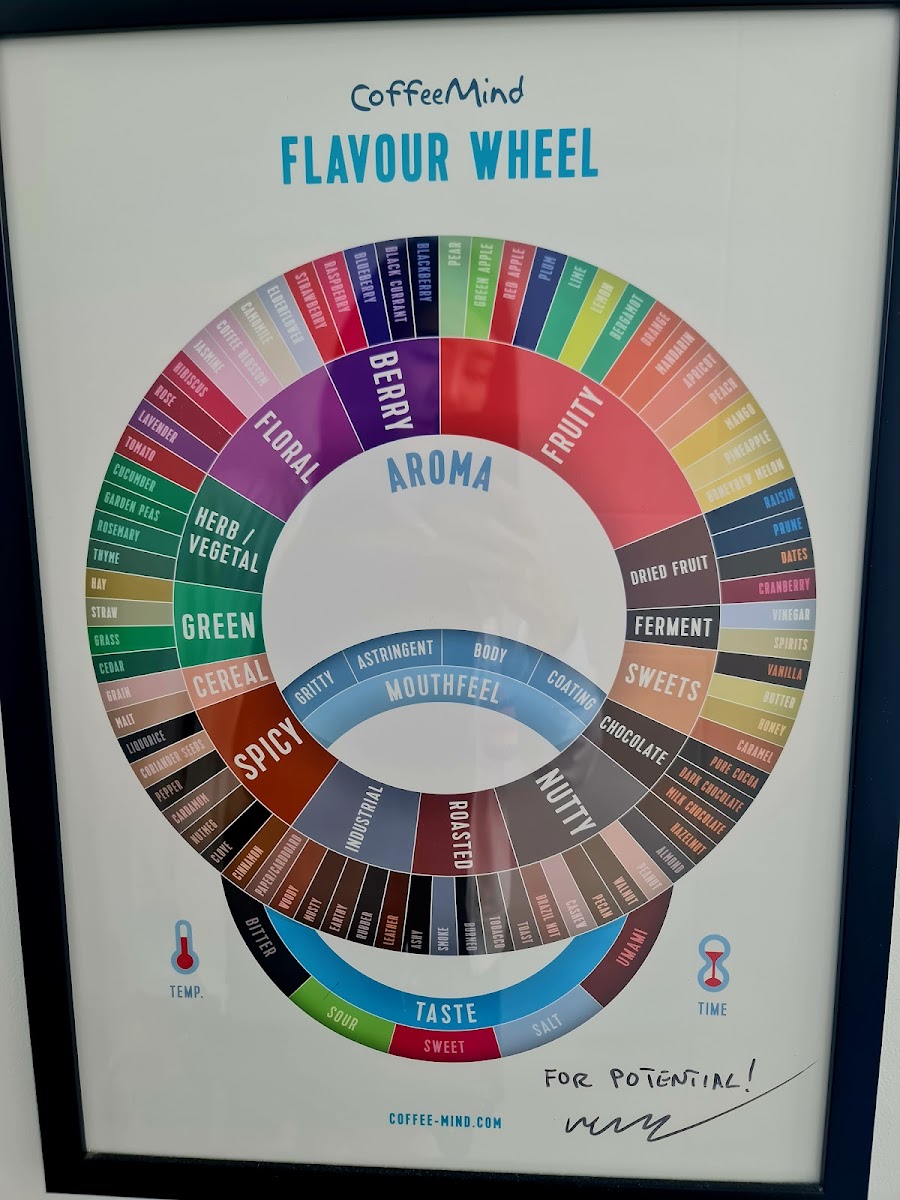 CoffeeMind
FLAVOUR WHEEL
AROMA
BERRY
FRUITY
DRIED FRUIT
FERMENT
SWEETS
CHOCOLATE
NUTTY
ROASTED
INDUSTRIAL
SPICY
CEREAL
GREEN
HERB /
VEGETAL
FLORAL
PEAR
GREEN APPLE
RED APPLE
PLUM
LIME
LEMON
BERGAMOT
ORANGE
MANDARIN
APRICOT
PEACH
MANGO
PINEAPPLE
HONEYDEW MELON
RAISIN
PRUNE
DATES
CRANBERRY
VINEGAR
SPIRITS
VANILLA
BUTTER
HONEY
CARAMEL
PURE COCOA
DARK CHOCOLATE
MILK CHOCOLATE
HAZELNUT
ALMOND
PEANUT
WALNUT
PECAN
CASHEW
BRAZIL NUT
TOAST
TOBACCO
BURNED
SMOKE
ASHY
LEATHER
RUBBER
EARTHY
MUSTY
WOODY
PAPER/CARDBOARD
CINNAMIN
CLOVE
NUTMEG
CARDAMOM
PEPPER
CORIANDER SEEDS
LIQUORICE
MALT
GRAIN
CEDAR
GRASS
STRAW
HAY
THYME
ROSEMARY
GARDEN PEAS
CUCUMBER
TOMATO
LAVENDER
ROSE
HIBISCUS
JASMINE
COFFEE BLOSSOM
CAMOMILE
ELDERFLOWER
STRAWBERRY
RASPBERRY
BLUEBERRY
BLACK CURRANT
BLACKBERRY
GRITTY
ASTRINGENT
BODY
COATING
MOUTHFEEL
BITTER
SOUR
SWEET
SALT
UMAMI
TASTE
TEMP.
TIME
FOR POTENTIAL!
COFFEE-MIND.COM